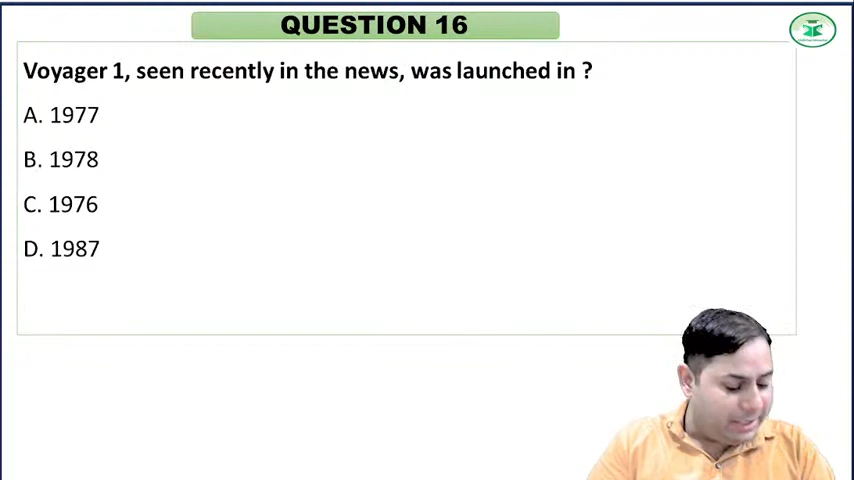 QUESTION 16
Voyager 1, seen recently in the news, was launched in ?
A. 1977
B. 1978
C. 1976
D. 1987